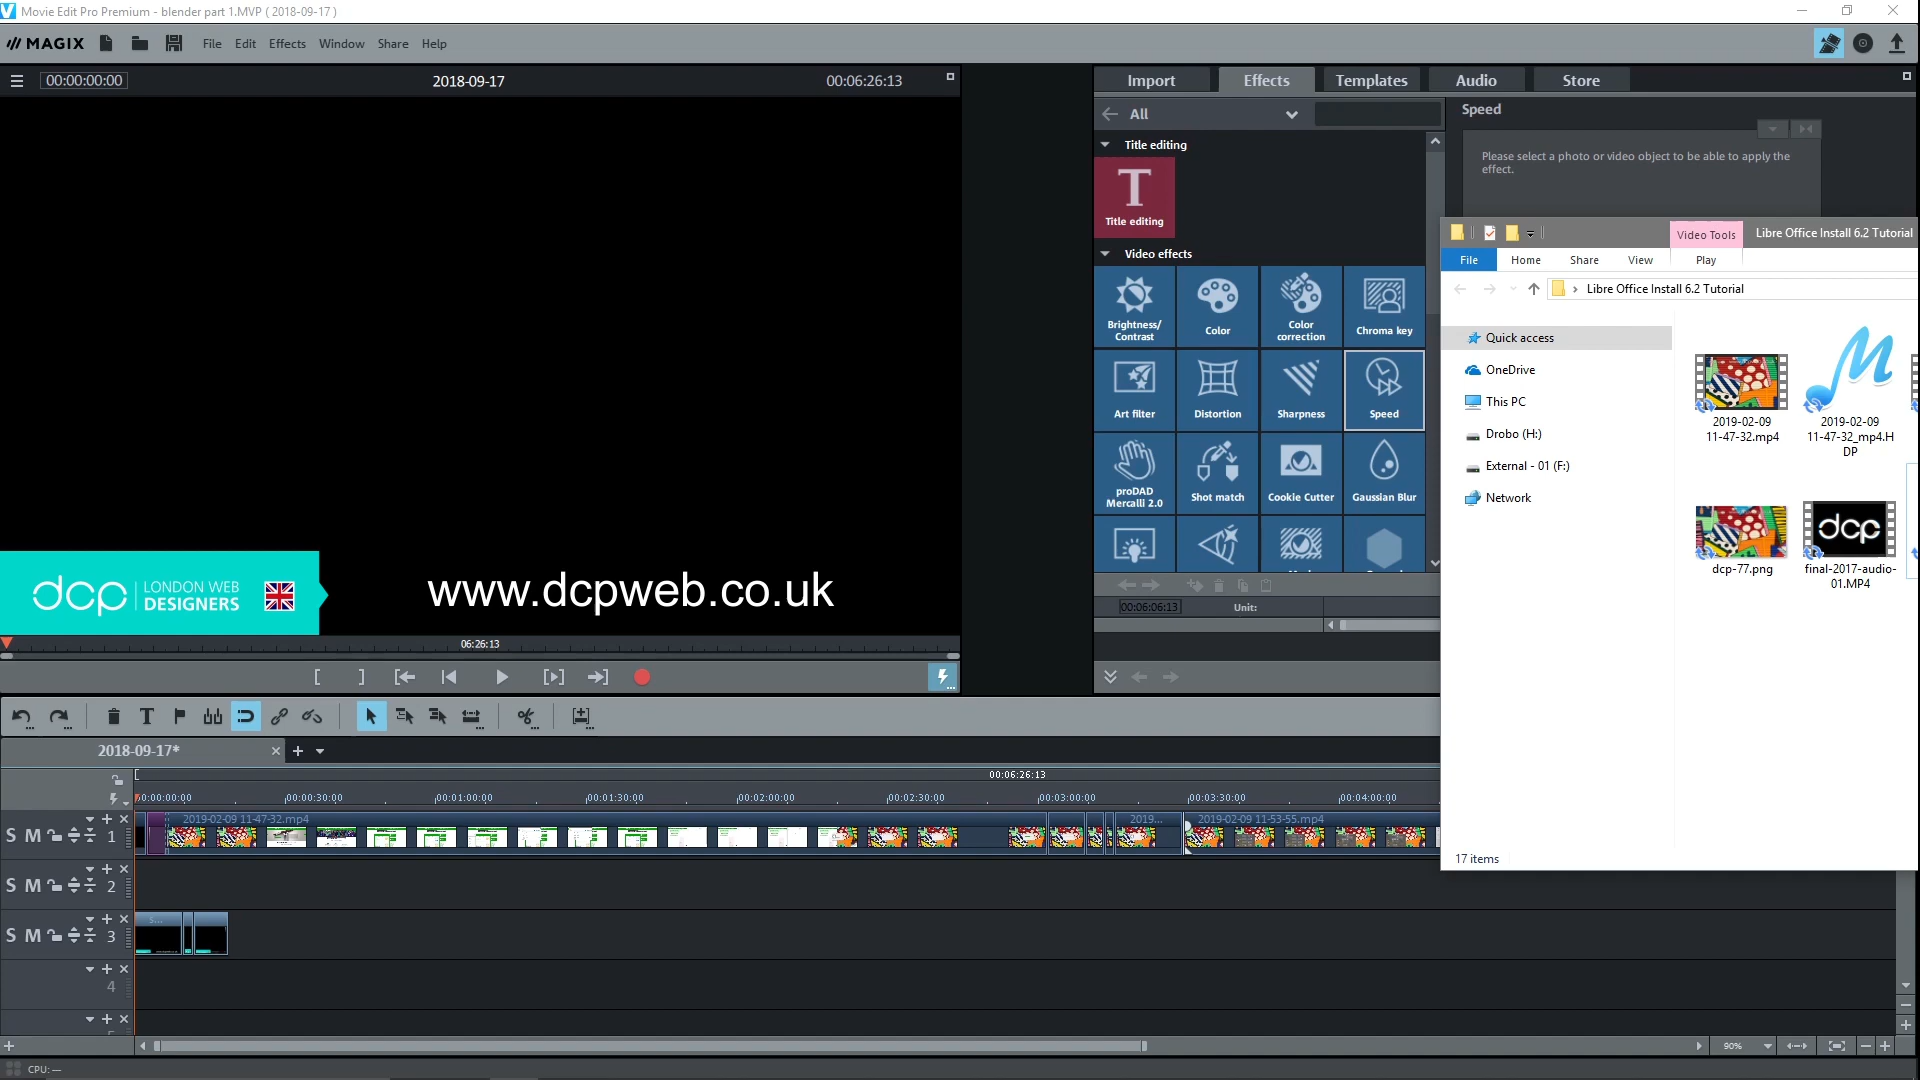 Movie Edit Pro Premium - blender part 1.MVP ( 2018-09-17 )
MAGIX
File Edit Effects Window Share Help
00:00:00:00
2018-09-17
00:06:26:13
Import
Effects
Templates
Audio
Store
All
Speed
Please select a photo or video object to be able to apply the
effect.
Title editing
T
Title editing
Video effects
Brightness/
Contrast
Color
Color
correction
Chroma key
Art filter
Distortion
Sharpness
Speed
proDAD
Mercalli 2.0
Shot match
Cookie Cutter
Gaussian Blur
00:06:06:13
Unit:
dcp LONDON WEB
DESIGNERS
www.dcpweb.co.uk
06:26:13
Video Tools
Libre Office Install 6.2 Tutorial
File
Home
Share
View
Play
Libre Office Install 6.2 Tutorial
Quick access
OneDrive
This PC
Drobo (H:)
External - 01 (F:)
Network
2019-02-09
11-47-32.mp4
2019-02-09
11-47-32_mp4.H
DP
dcp-77.png
dcp
final-2017-audio-
01.MP4
17 items
2018-09-17*
00:06:26:13
00:00:00:00
00:00:30:00
00:01:00:00
00:01:30:00
00:02:00:00
00:02:30:00
00:03:00:00
00:03:30:00
00:04:00:00
2019-02-09 11-47-32.mp4
2019...
2019-02-09 11-53-55.mp4
S M 1
S M 2
S M 3
s...
4
90%
CPU: —